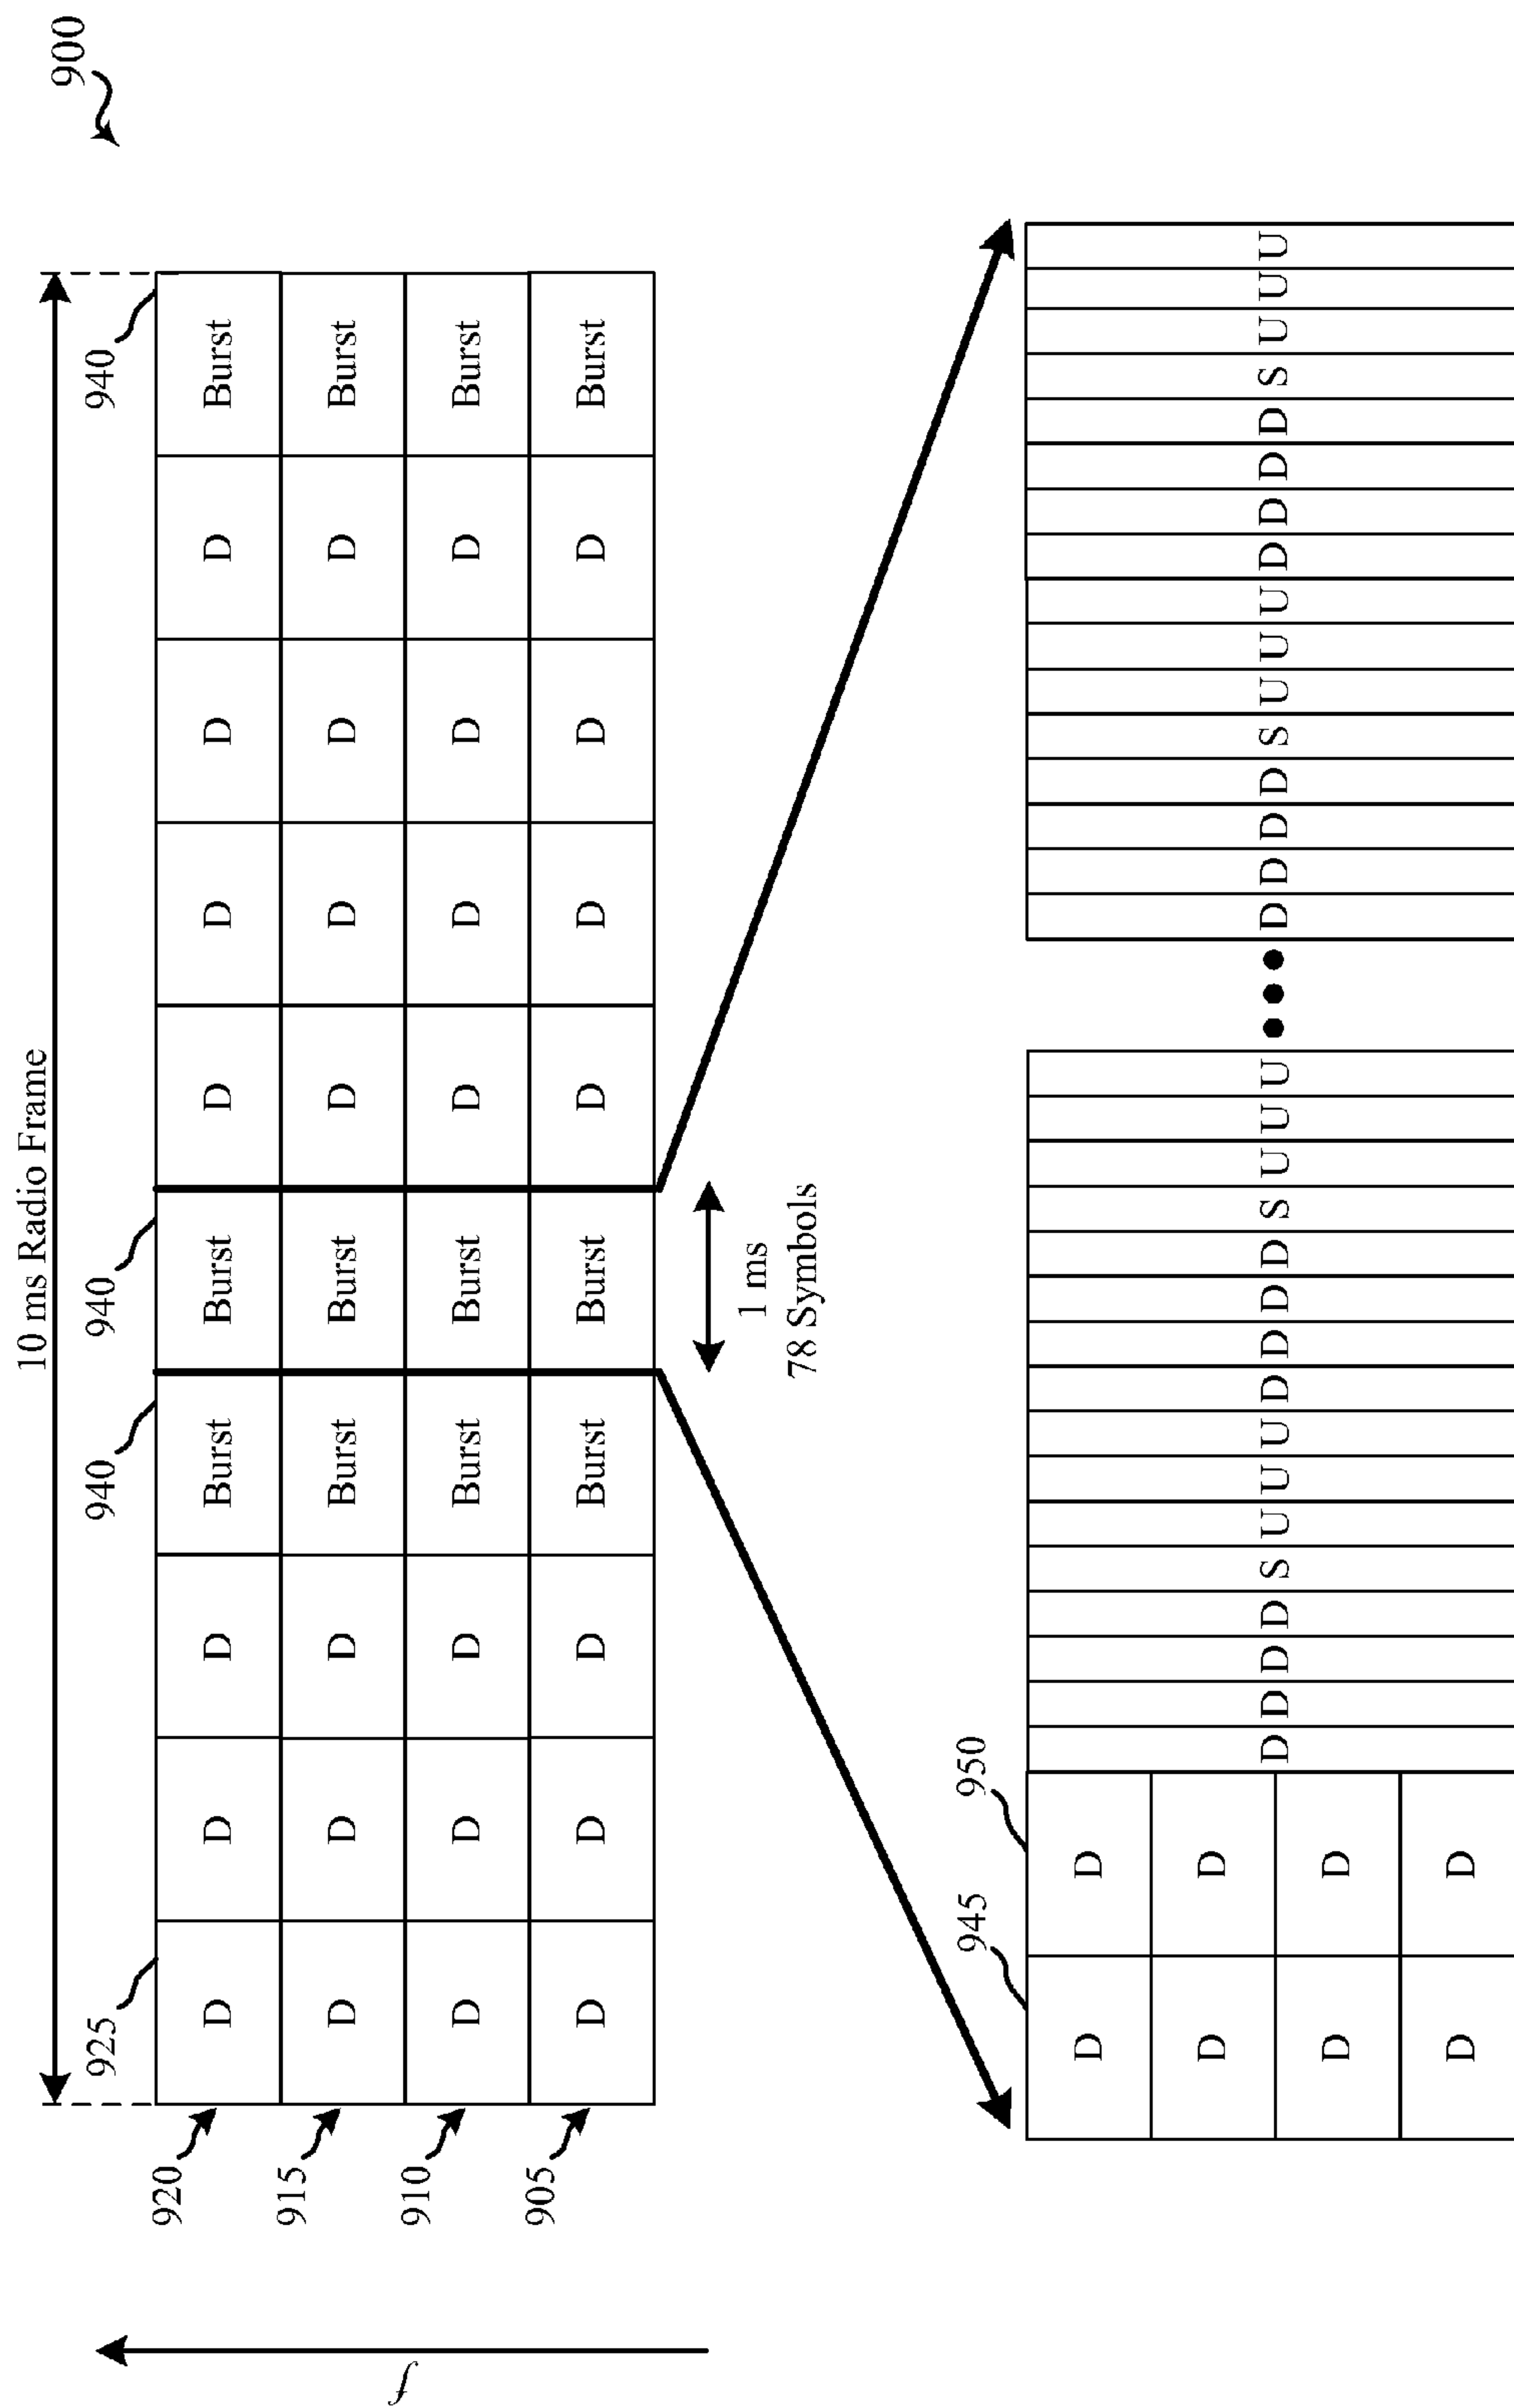 10 ms Radio Frame
900
925
940
940
940
920
D D D Burst Burst D D D D Burst
915
D D D Burst Burst D D D D Burst
910
D D D Burst Burst D D D D Burst
905
D D D Burst Burst D D D D Burst
f
1 ms
78 Symbols
945
950
D D
D D
D D D D S U U U D D D D S U U U ••• D D D D S U U U D D D D S U U U
D D
D D